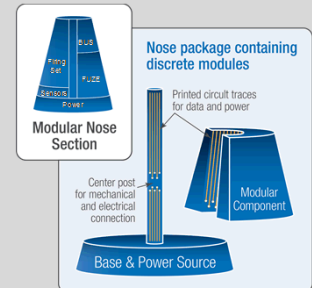 BUS
Firing
Set
FUZE
Sensors
Power
Modular Nose
Section
Nose package containing
discrete modules
Printed circuit traces
for data and power
Center post
for mechanical
and electrical
connection
Modular
Component
Base & Power Source